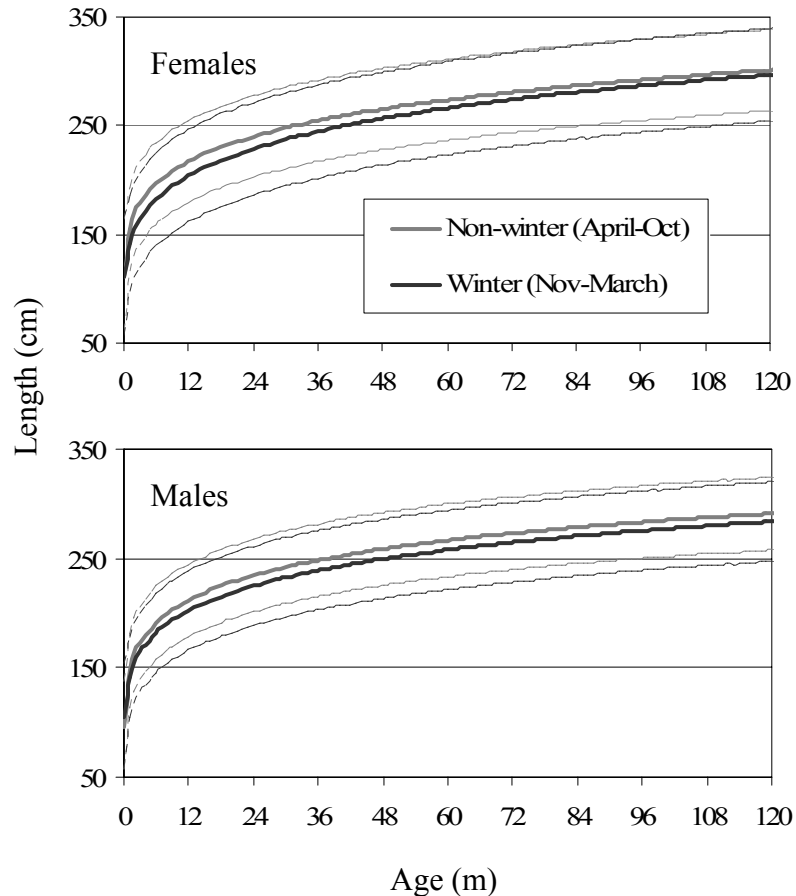 350
Females
250
150
Non-winter (April-Oct)
Winter (Nov-March)
50
0 12 24 36 48 60 72 84 96 108 120
Length (cm)
350
Males
250
150
50
0 12 24 36 48 60 72 84 96 108 120
Age (m)